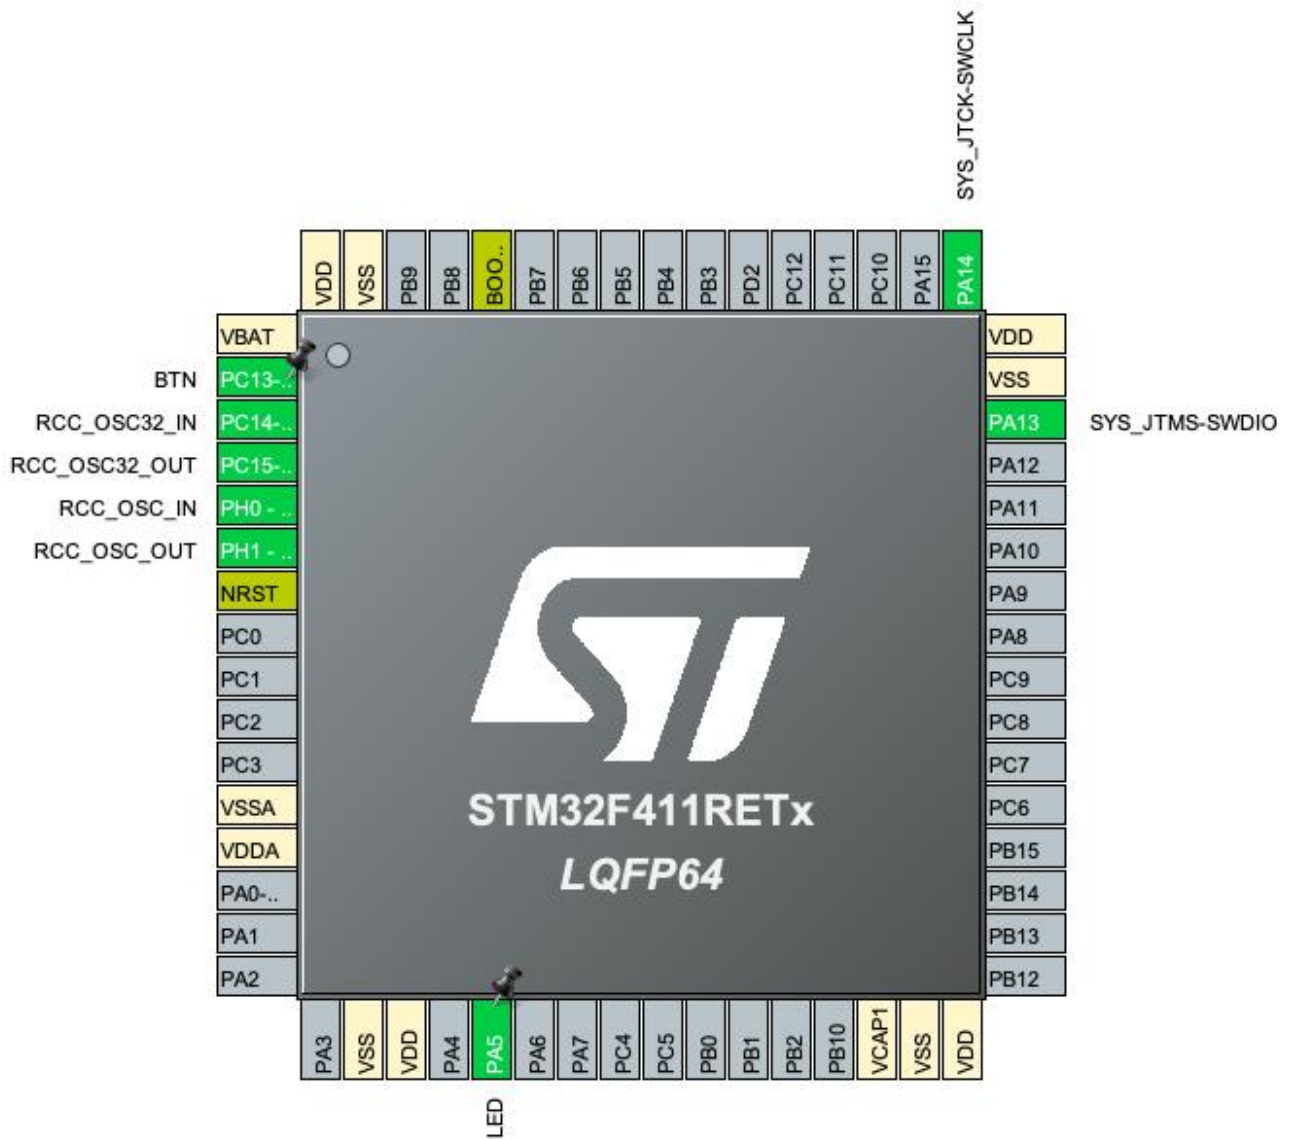 SYS_JTCK-SWCLK
VDD
VSS
PB9
PB8
BOO..
PB7
PB6
PB5
PB4
PB3
PD2
PC12
PC11
PC10
PA15
PA14
VBAT
BTN PC13-..
RCC_OSC32_IN PC14-..
RCC_OSC32_OUT PC15-..
RCC_OSC_IN PH0 - ..
RCC_OSC_OUT PH1 - ..
NRST
PC0
PC1
PC2
PC3
VSSA
VDDA
PA0-..
PA1
PA2
ST
STM32F411RETx
LQFP64
VDD
VSS
PA13 SYS_JTMS-SWDIO
PA12
PA11
PA10
PA9
PA8
PC9
PC8
PC7
PC6
PB15
PB14
PB13
PB12
PA3
VSS
VDD
PA4
PA5
PA6
PA7
PC4
PC5
PB0
PB1
PB2
PB10
VCAP1
VSS
VDD
LED